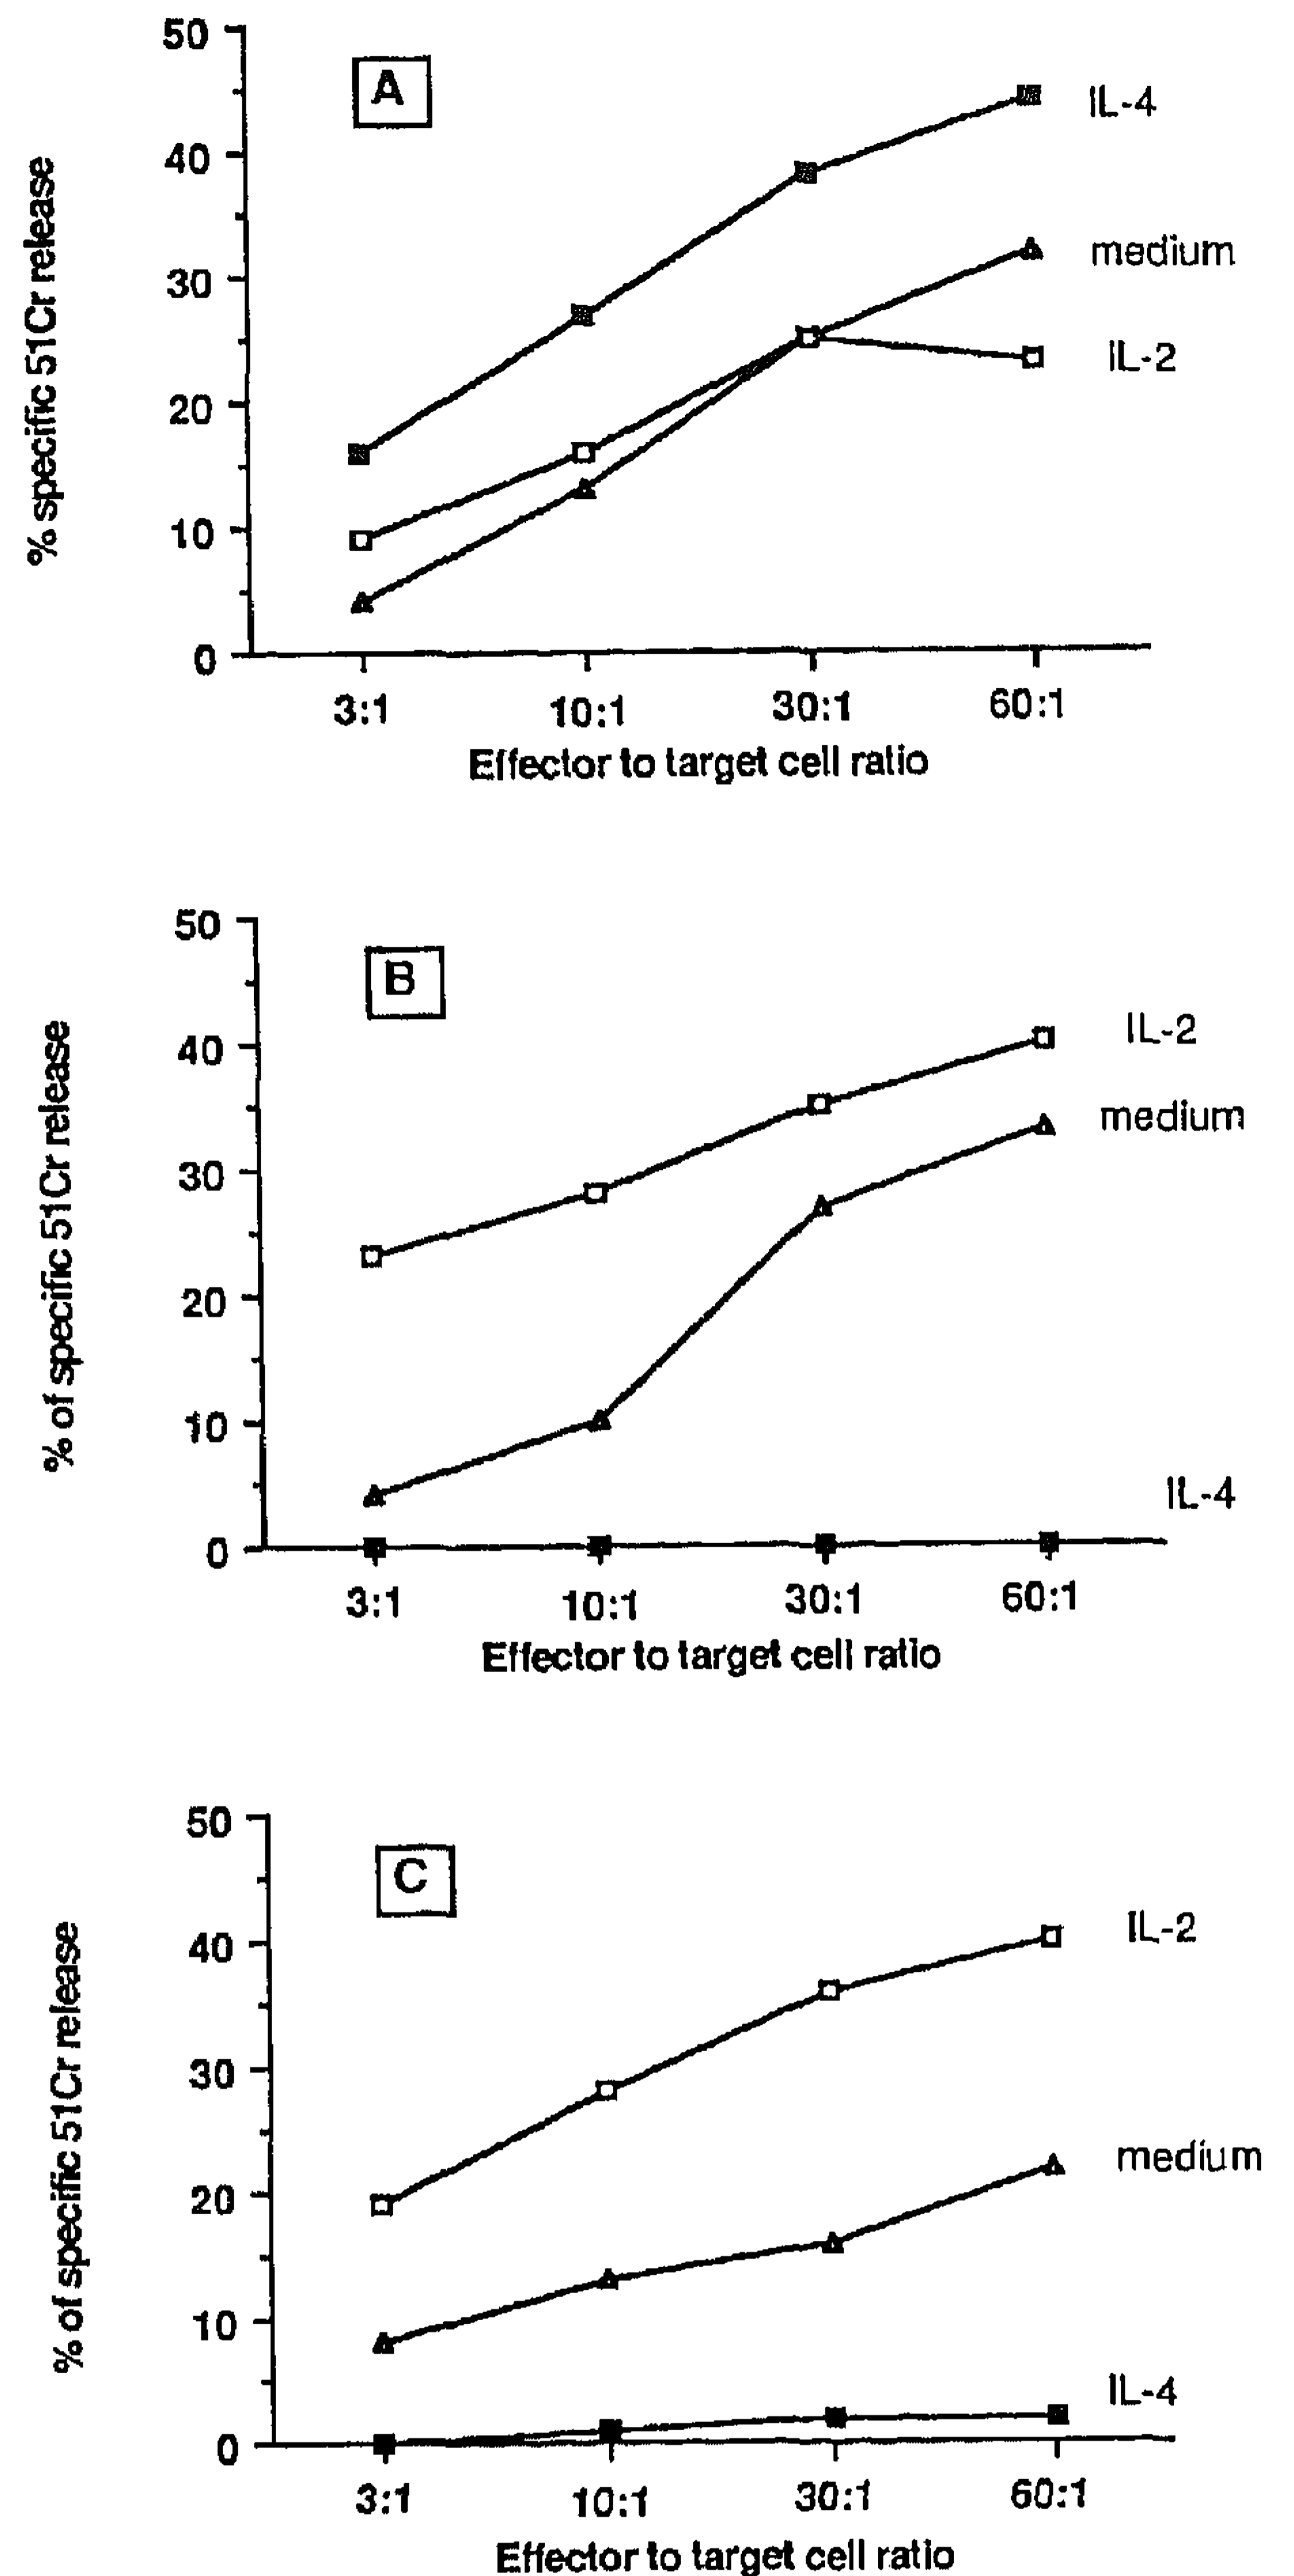 50
A
IL-4
40
medium
30
IL-2
20
10
0
% specific 51Cr release
3:1 10:1 30:1 60:1
Effector to target cell ratio
50
B
IL-2
40
medium
30
20
10
IL-4
0
% of specific 51Cr release
3:1 10:1 30:1 60:1
Effector to target cell ratio
50
C
IL-2
40
30
medium
20
10
IL-4
0
% of specific 51Cr release
3:1 10:1 30:1 60:1
Effector to target cell ratio